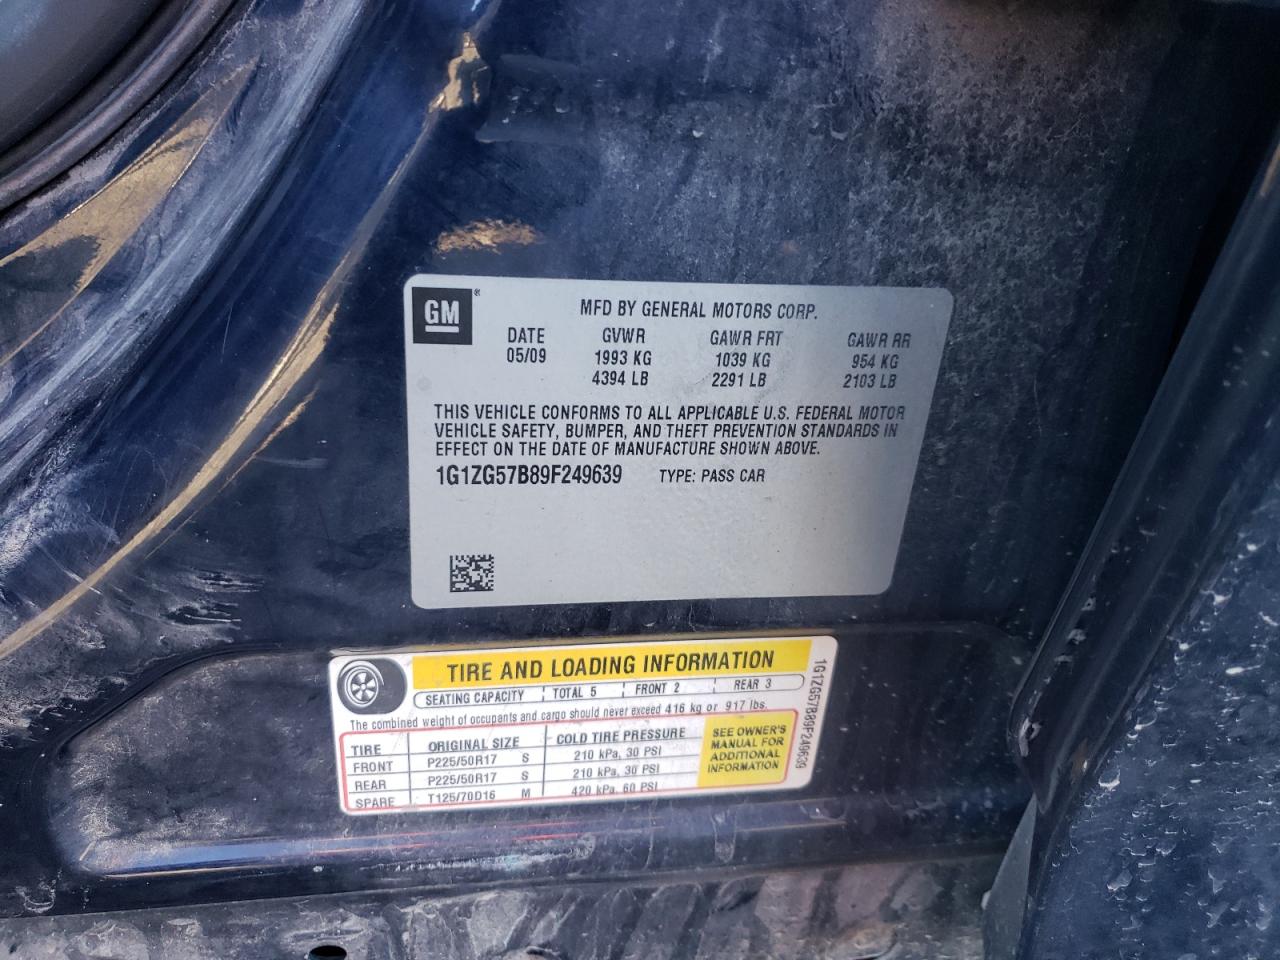 GM®
MFD BY GENERAL MOTORS CORP.
DATE GVWR GAWR FRT GAWR RR
05/09 1993 KG 1039 KG 954 KG
4394 LB 2291 LB 2103 LB
THIS VEHICLE CONFORMS TO ALL APPLICABLE U.S. FEDERAL MOTOR
VEHICLE SAFETY, BUMPER, AND THEFT PREVENTION STANDARDS IN
EFFECT ON THE DATE OF MANUFACTURE SHOWN ABOVE.
1G1ZG57B89F249639 TYPE: PASS CAR
TIRE AND LOADING INFORMATION
SEATING CAPACITY TOTAL 5 FRONT 2 REAR 3
The combined weight of occupants and cargo should never exceed 416 kg or 917 lbs.
TIRE ORIGINAL SIZE COLD TIRE PRESSURE
FRONT P225/50R17 S 210 kPa, 30 PSI
REAR P225/50R17 S 210 kPa, 30 PSI
SPARE T125/70D16 M 420 kPa, 60 PSI
SEE OWNER'S
MANUAL FOR
ADDITIONAL
INFORMATION
1G1ZG57B89F249639